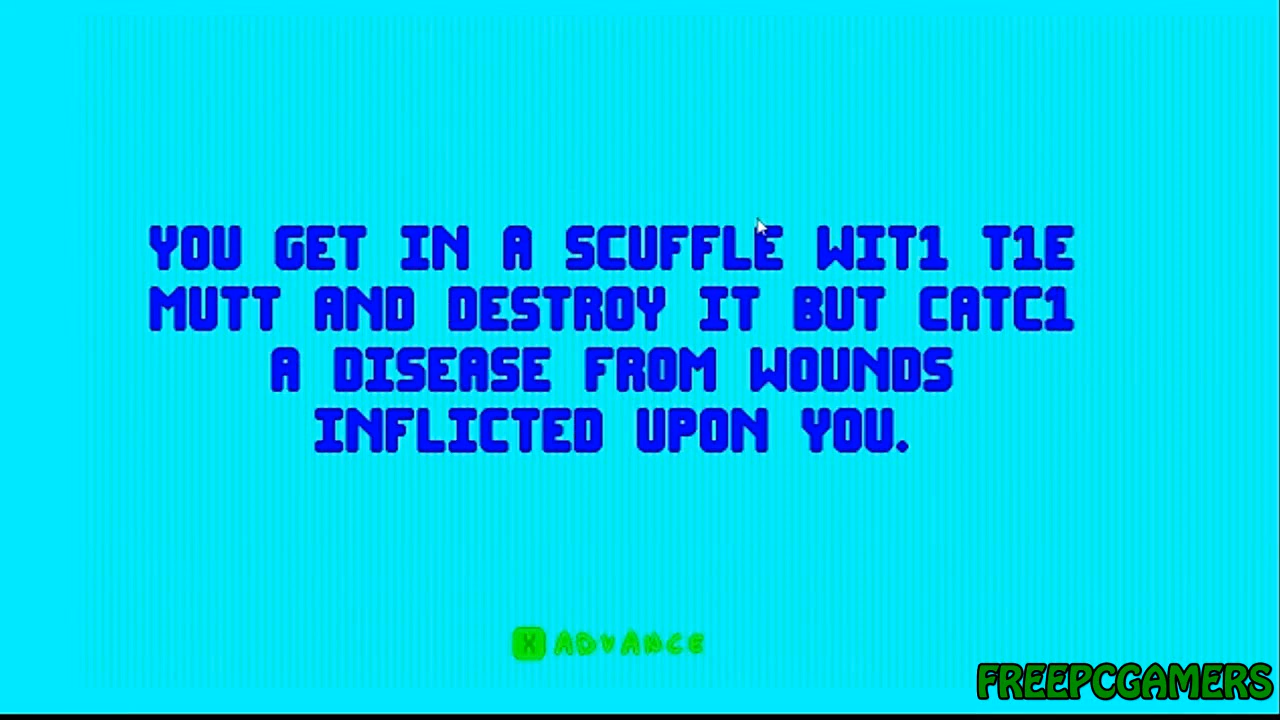 YOU GET IN A SCUFFLE WIT1 T1E
MUTT AND DESTROY IT BUT CATC1
A DISEASE FROM WOUNDS
INFLICTED UPON YOU.
X ADVANCE
FREEPCGAMERS